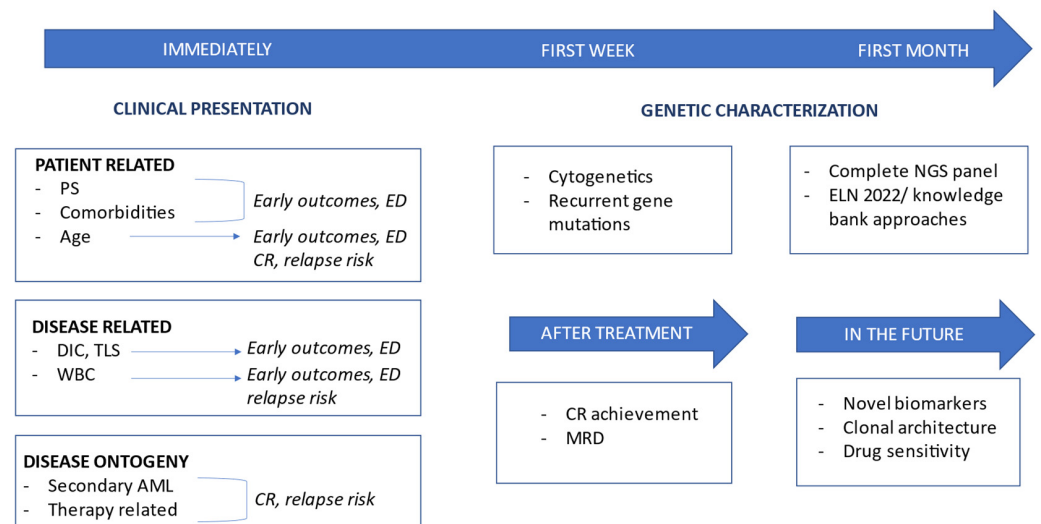 IMMEDIATELY
FIRST WEEK
FIRST MONTH
CLINICAL PRESENTATION
GENETIC CHARACTERIZATION
PATIENT RELATED
- PS
- Comorbidities
Early outcomes, ED
- Age
Early outcomes, ED
CR, relapse risk
- Cytogenetics
- Recurrent gene
mutations
- Complete NGS panel
- ELN 2022/ knowledge
bank approaches
DISEASE RELATED
- DIC, TLS
Early outcomes, ED
- WBC
Early outcomes, ED
relapse risk
AFTER TREATMENT
- CR achievement
- MRD
IN THE FUTURE
- Novel biomarkers
- Clonal architecture
- Drug sensitivity
DISEASE ONTOGENY
- Secondary AML
- Therapy related
CR, relapse risk